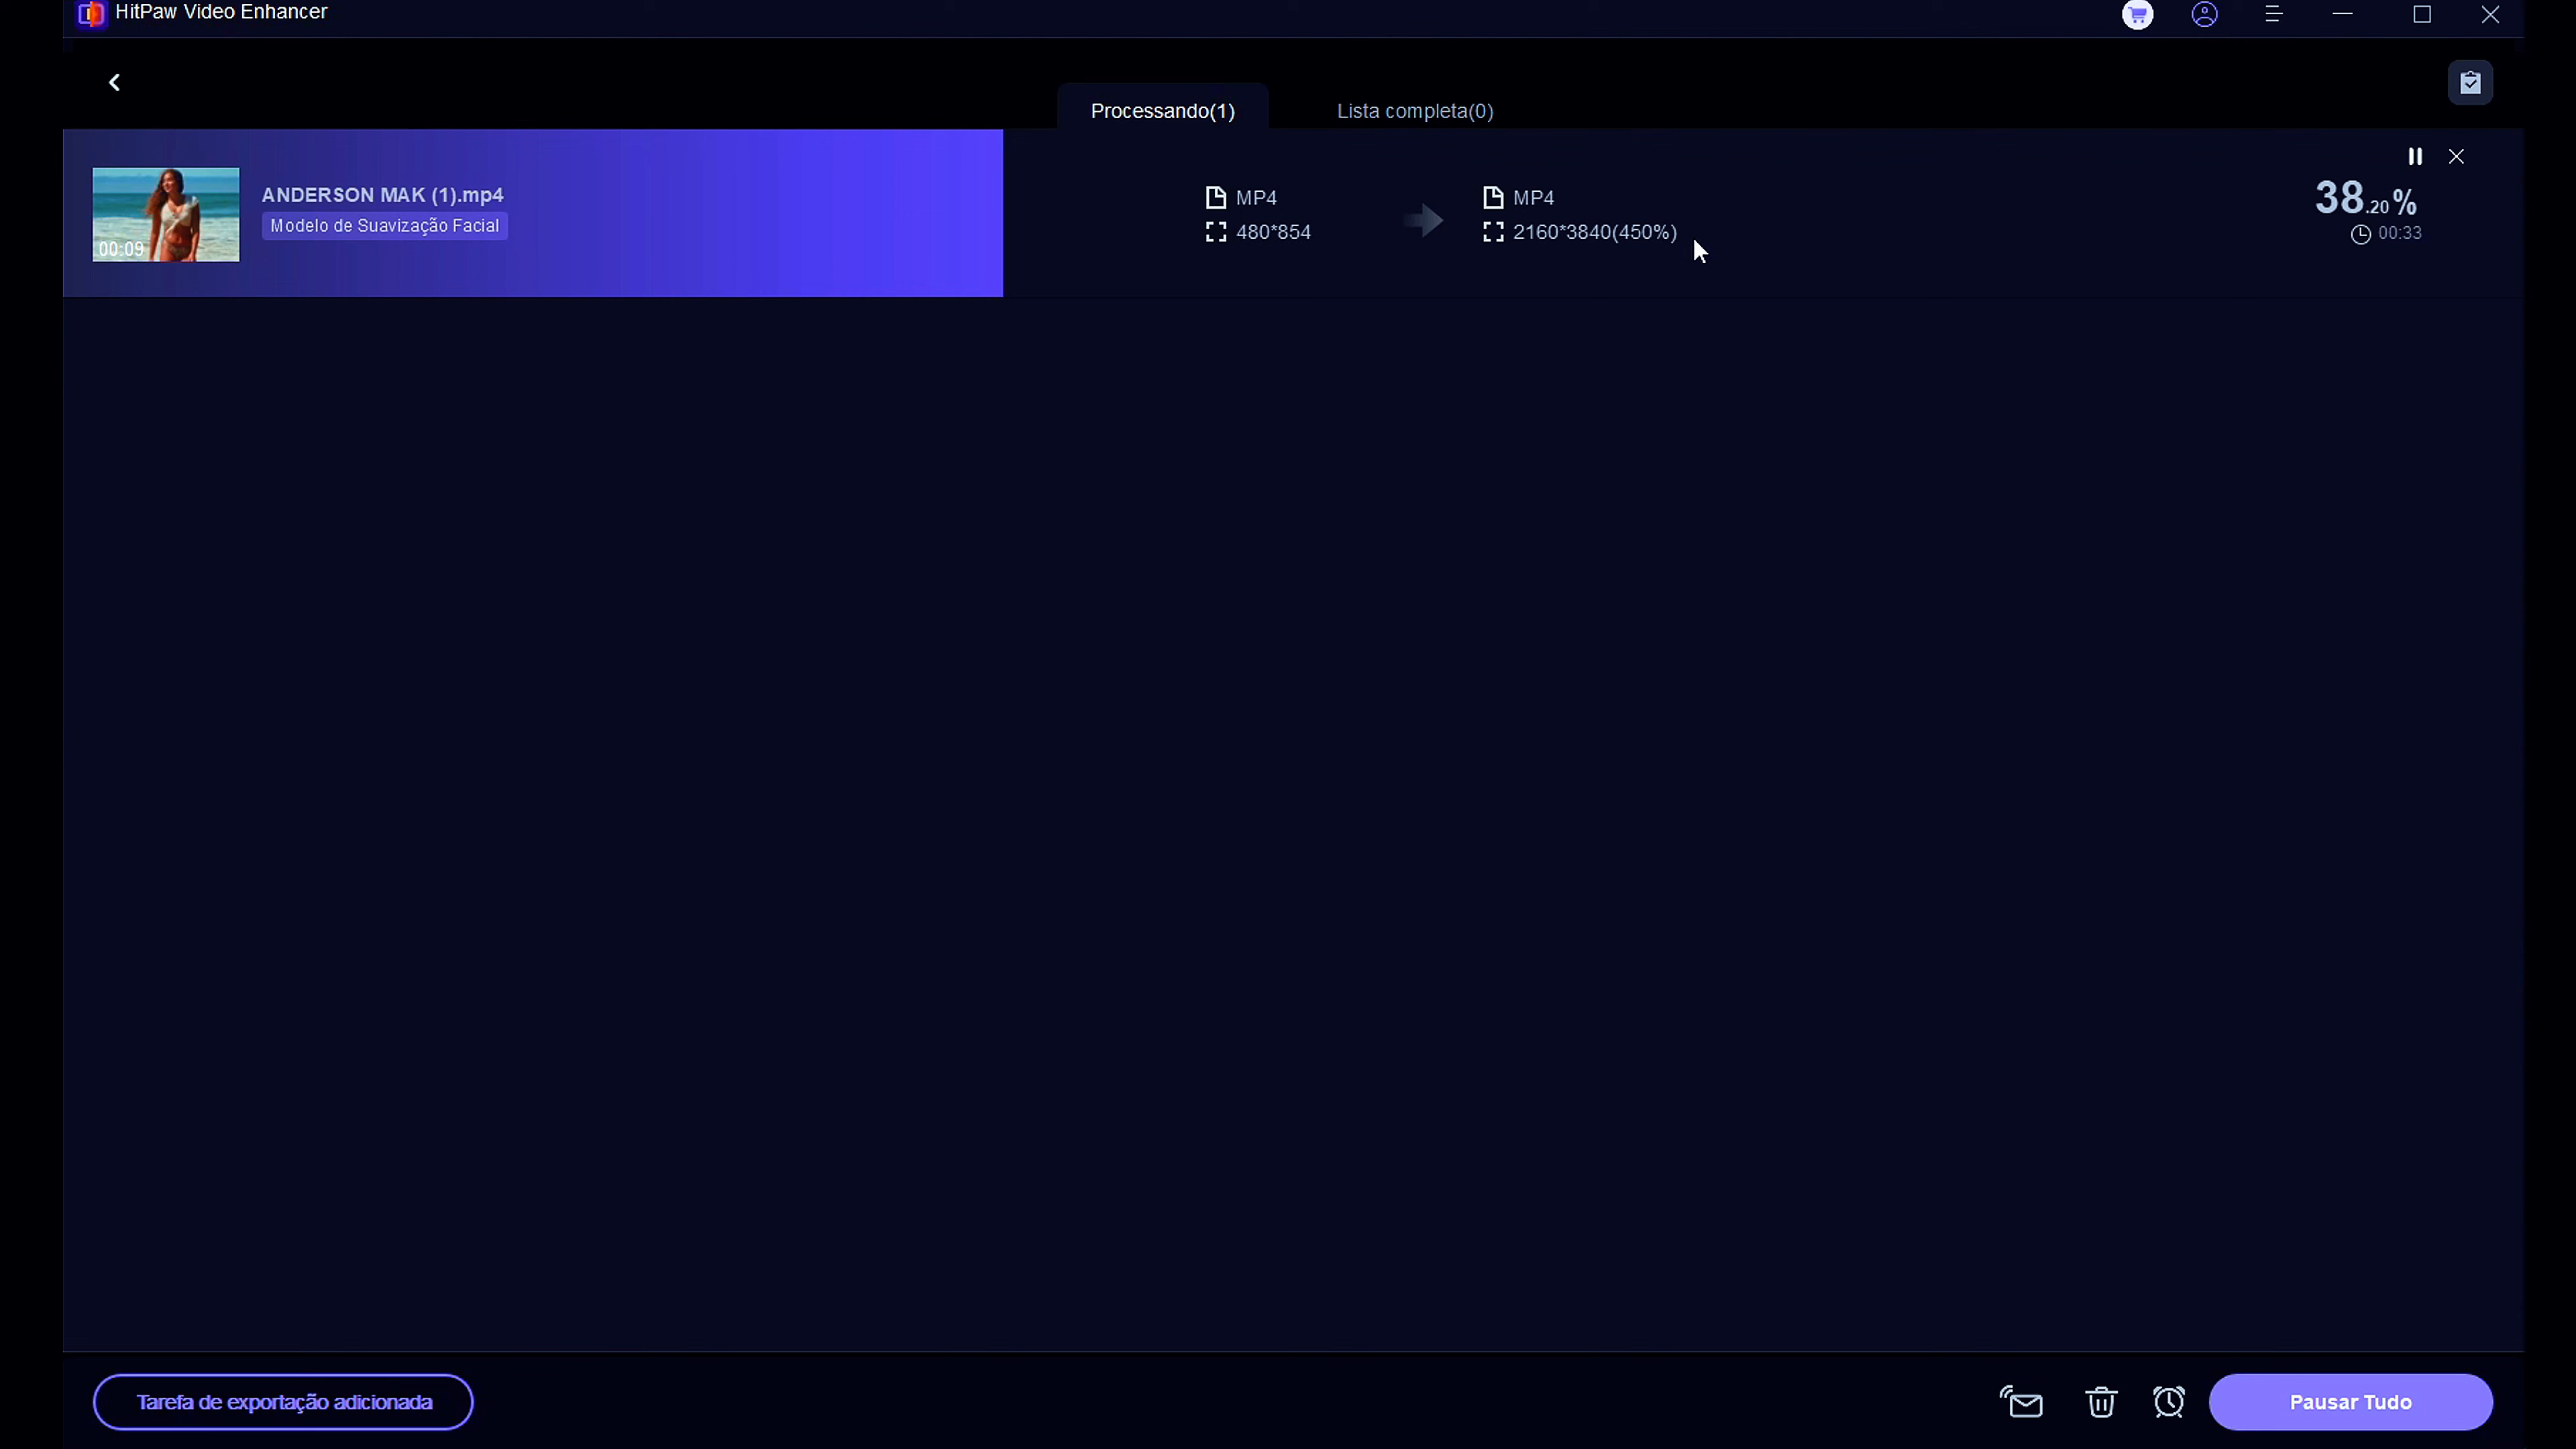 HitPaw Video Enhancer
Processando(1)
Lista completa(0)
ANDERSON MAK (1).mp4
Modelo de Suavização Facial
00:09
MP4
480*854
MP4
2160*3840(450%)
38.20%
00:33
Tarefa de exportação adicionada
Pausar Tudo